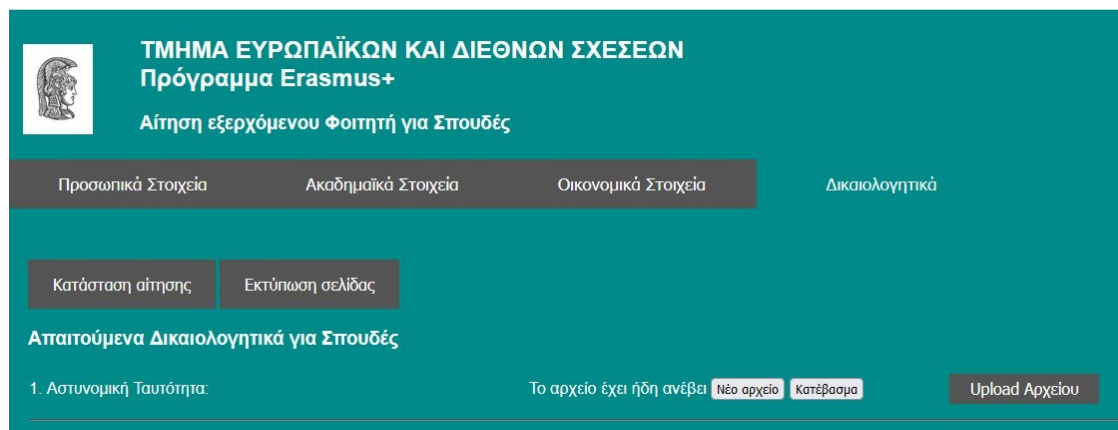 ΤΜΗΜΑ ΕΥΡΩΠΑΪΚΩΝ ΚΑΙ ΔΙΕΘΝΩΝ ΣΧΕΣΕΩΝ
Πρόγραμμα Erasmus+
Αίτηση εξερχόμενου Φοιτητή για Σπουδές
Προσωπικά Στοιχεία Ακαδημαϊκά Στοιχεία Οικονομικά Στοιχεία Δικαιολογητικά
Κατάσταση αίτησης Εκτύπωση σελίδας
Απαιτούμενα Δικαιολογητικά για Σπουδές
1. Αστυνομική Ταυτότητα: Το αρχείο έχει ήδη ανέβει Νέο αρχείο Κατέβασμα Upload Αρχείου